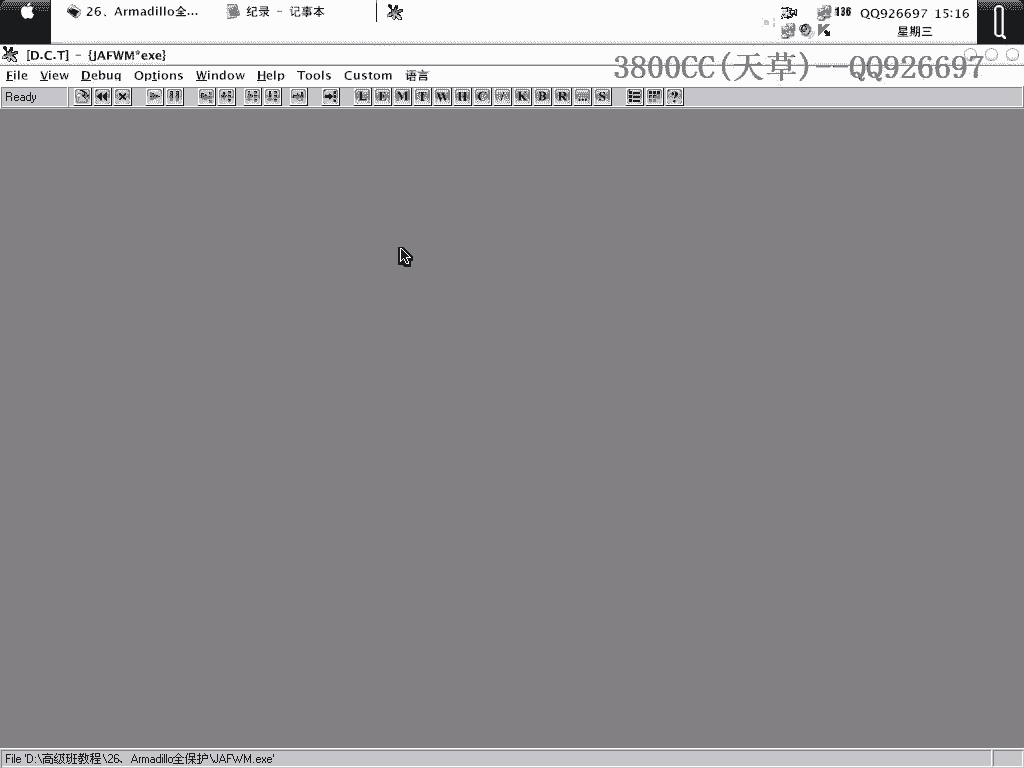 26、Armadillo全... 纪录 - 记事本 136 QQ926697 15:16
星期三
[D.C.T] - {JAFWM*exe}
3800CC(天草)--QQ926697
File View Debug Options Window Help Tools Custom 语言
Ready L E M T W H C / K B R ... S ?
File 'D:\高级班教程\26、Armadillo全保护\JAFWM.exe'